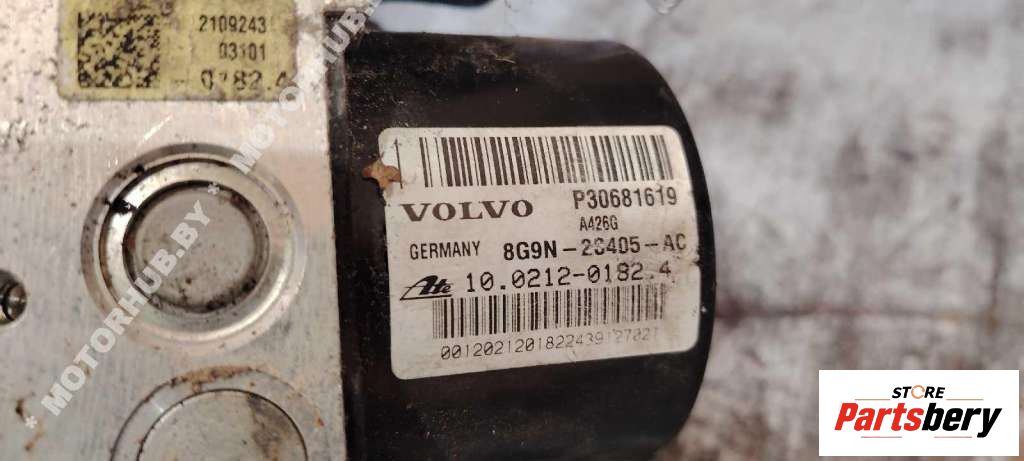 2109243
03101
0182.4
* MOTORHUB.BY * MOTORHUB.BY
VOLVO P30681619
A426G
GERMANY 8G9N-2C405-AC
Ate 10.0212-0182.4
STORE
Partsbery